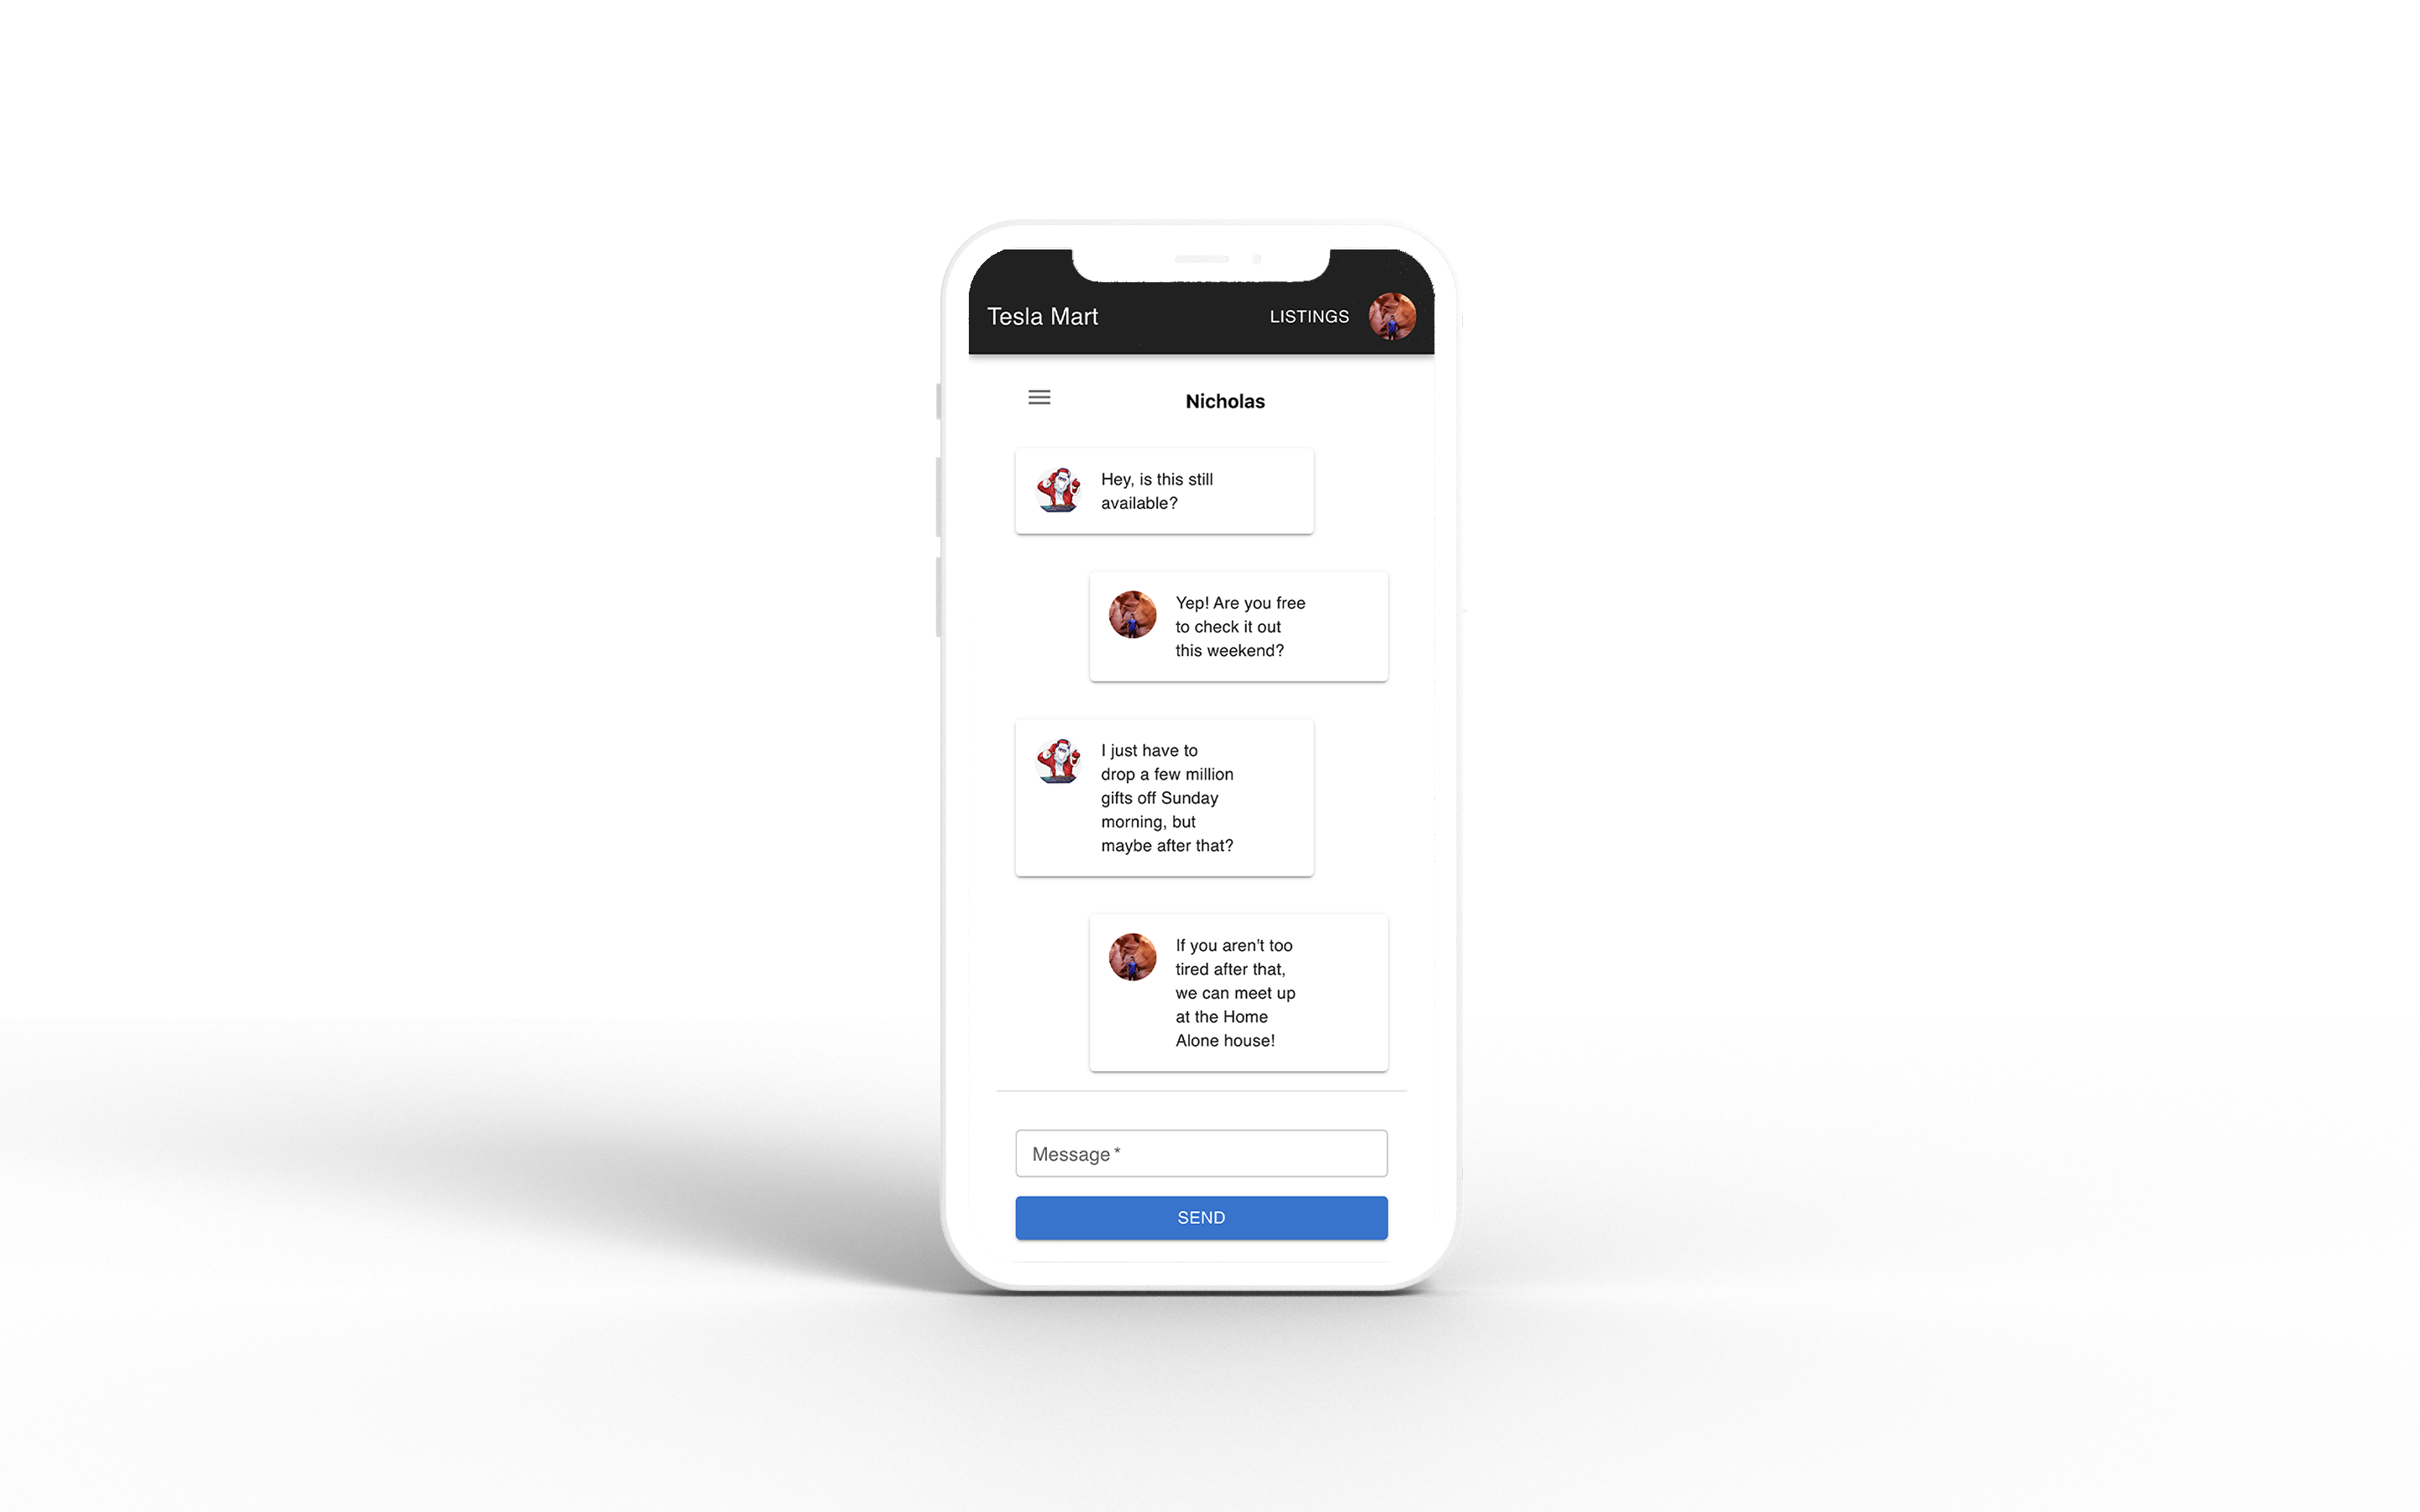 Tesla Mart LISTINGS
Nicholas
Hey, is this still
available?
Yep! Are you free
to check it out
this weekend?
I just have to
drop a few million
gifts off Sunday
morning, but
maybe after that?
If you aren't too
tired after that,
we can meet up
at the Home
Alone house!
Message *
SEND